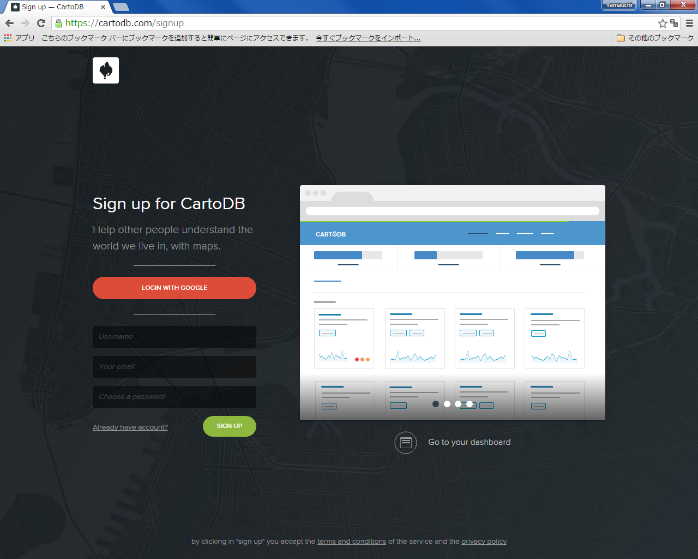 Sign up — CartoDB
Yamauchi
https://cartodb.com/signup
アプリ こちらのブックマーク バーにブックマークを追加すると簡単にページにアクセスできます。 今すぐブックマークをインポート... その他のブックマーク
Sign up for CartoDB
Help other people understand the
world we live in, with maps.
LOGIN WITH GOOGLE
Username
Your email
Choose a password
Already have account?
SIGN UP
CARTODB
Go to your dashboard
by clicking in "sign up" you accept the terms end conditions of the service end the privacy policy